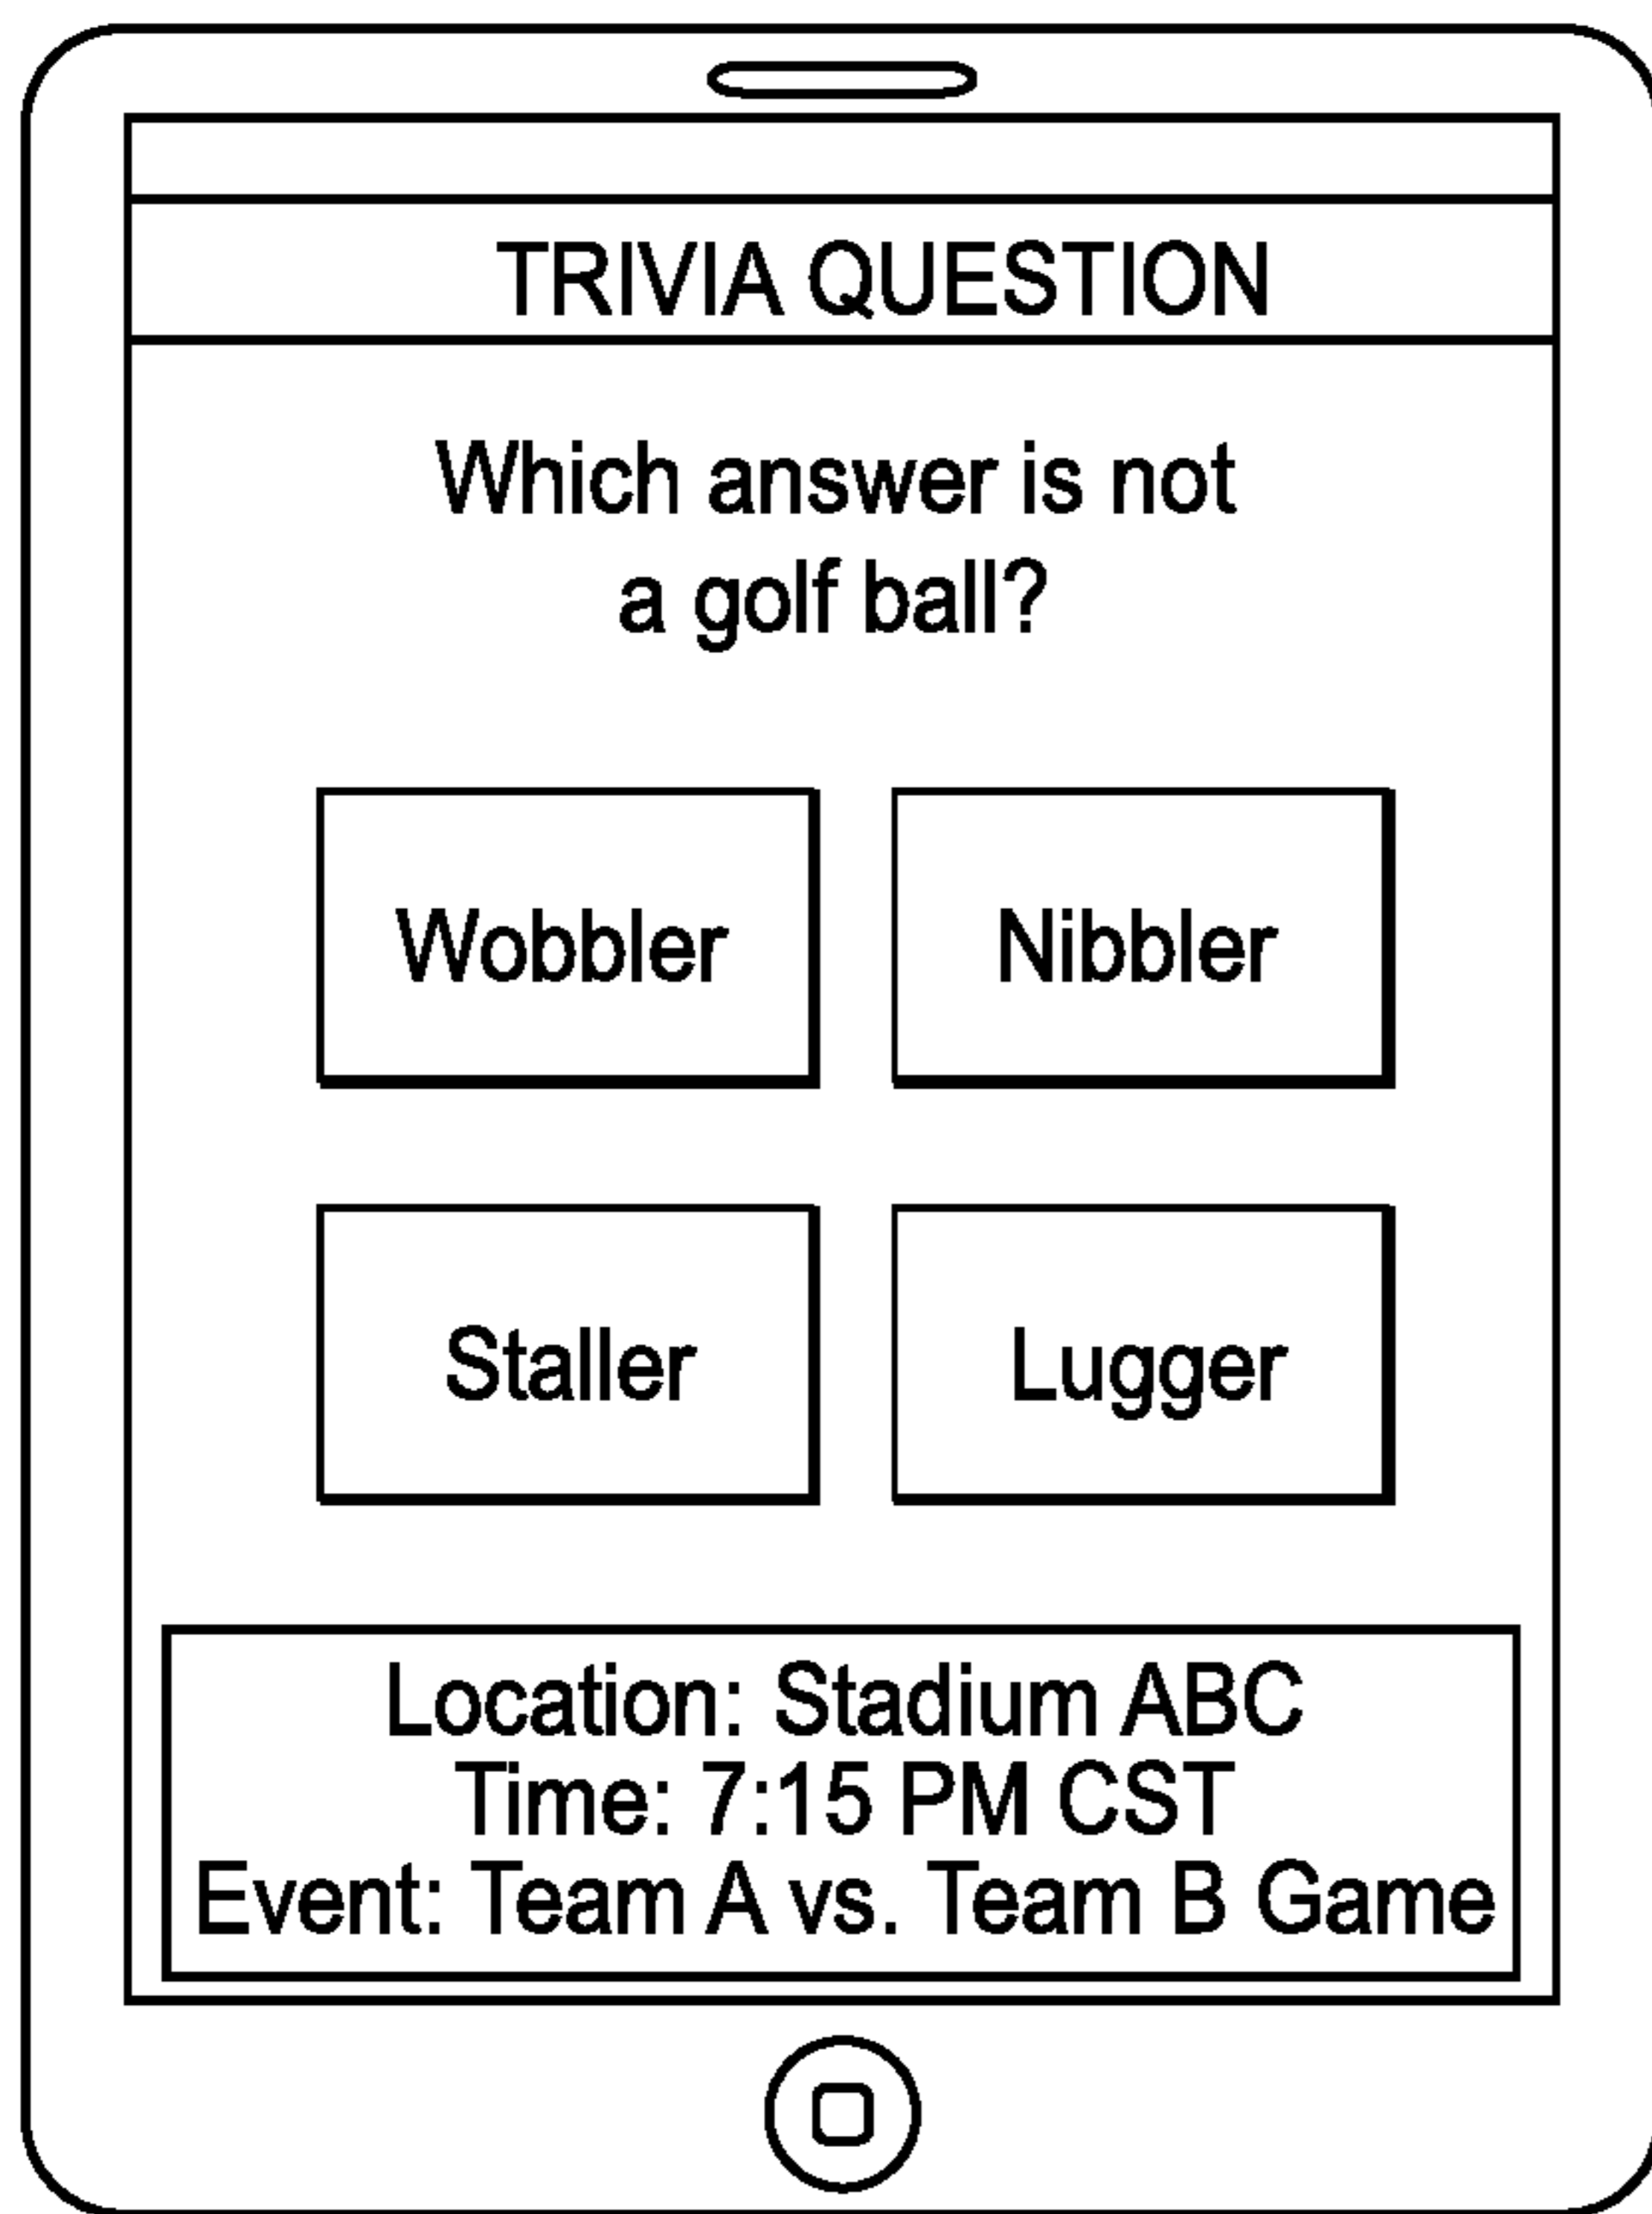 TRIVIA QUESTION
Which answer is not
a golf ball?
Wobbler
Nibbler
Staller
Lugger
Location: Stadium ABC
Time: 7:15 PM CST
Event: Team A vs. Team B Game